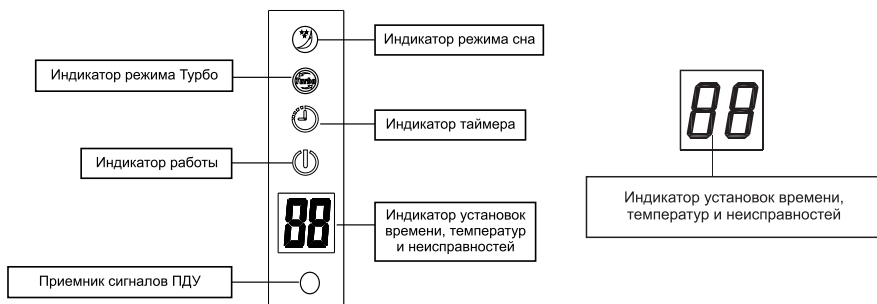 Индикатор режима сна
Индикатор режима Турбо
Turbo
Индикатор таймера
Индикатор работы
88
Индикатор установок
времени, температур
и неисправностей
Приемник сигналов ПДУ
88
Индикатор установок времени,
температур и неисправностей